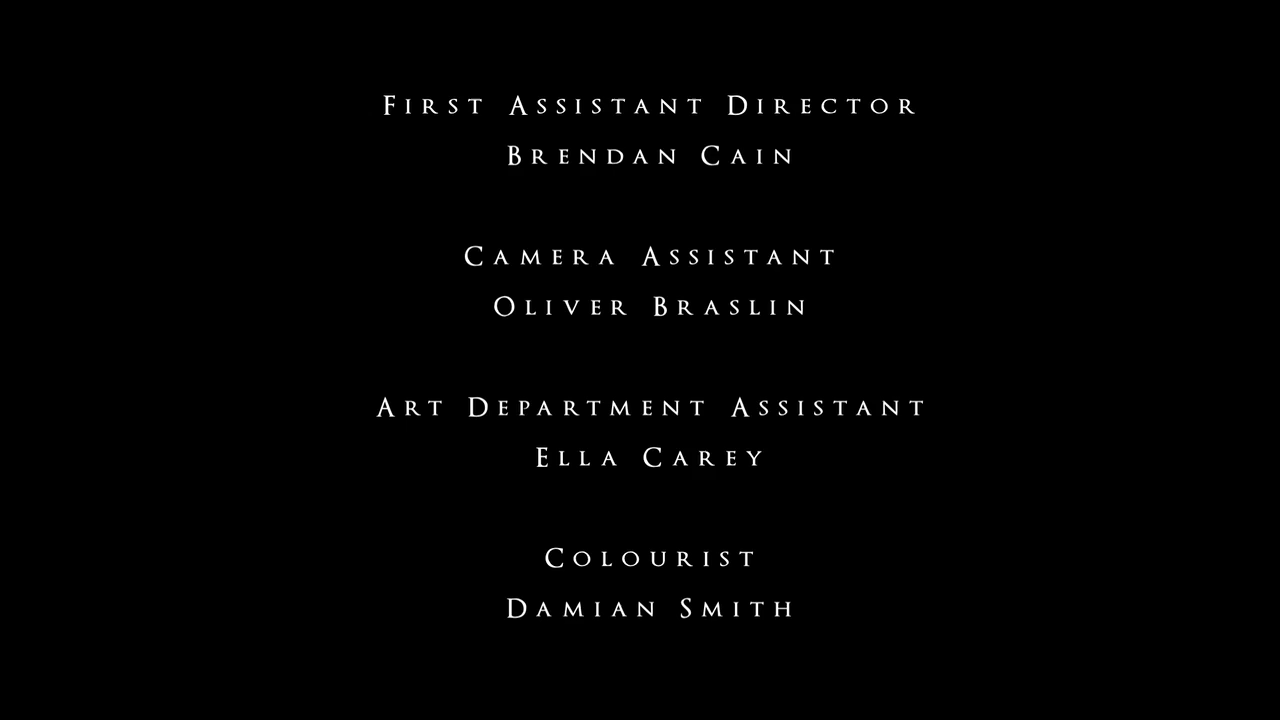 First Assistant Director
Brendan Cain
Camera Assistant
Oliver Braslin
Art Department Assistant
Ella Carey
Colourist
Damian Smith